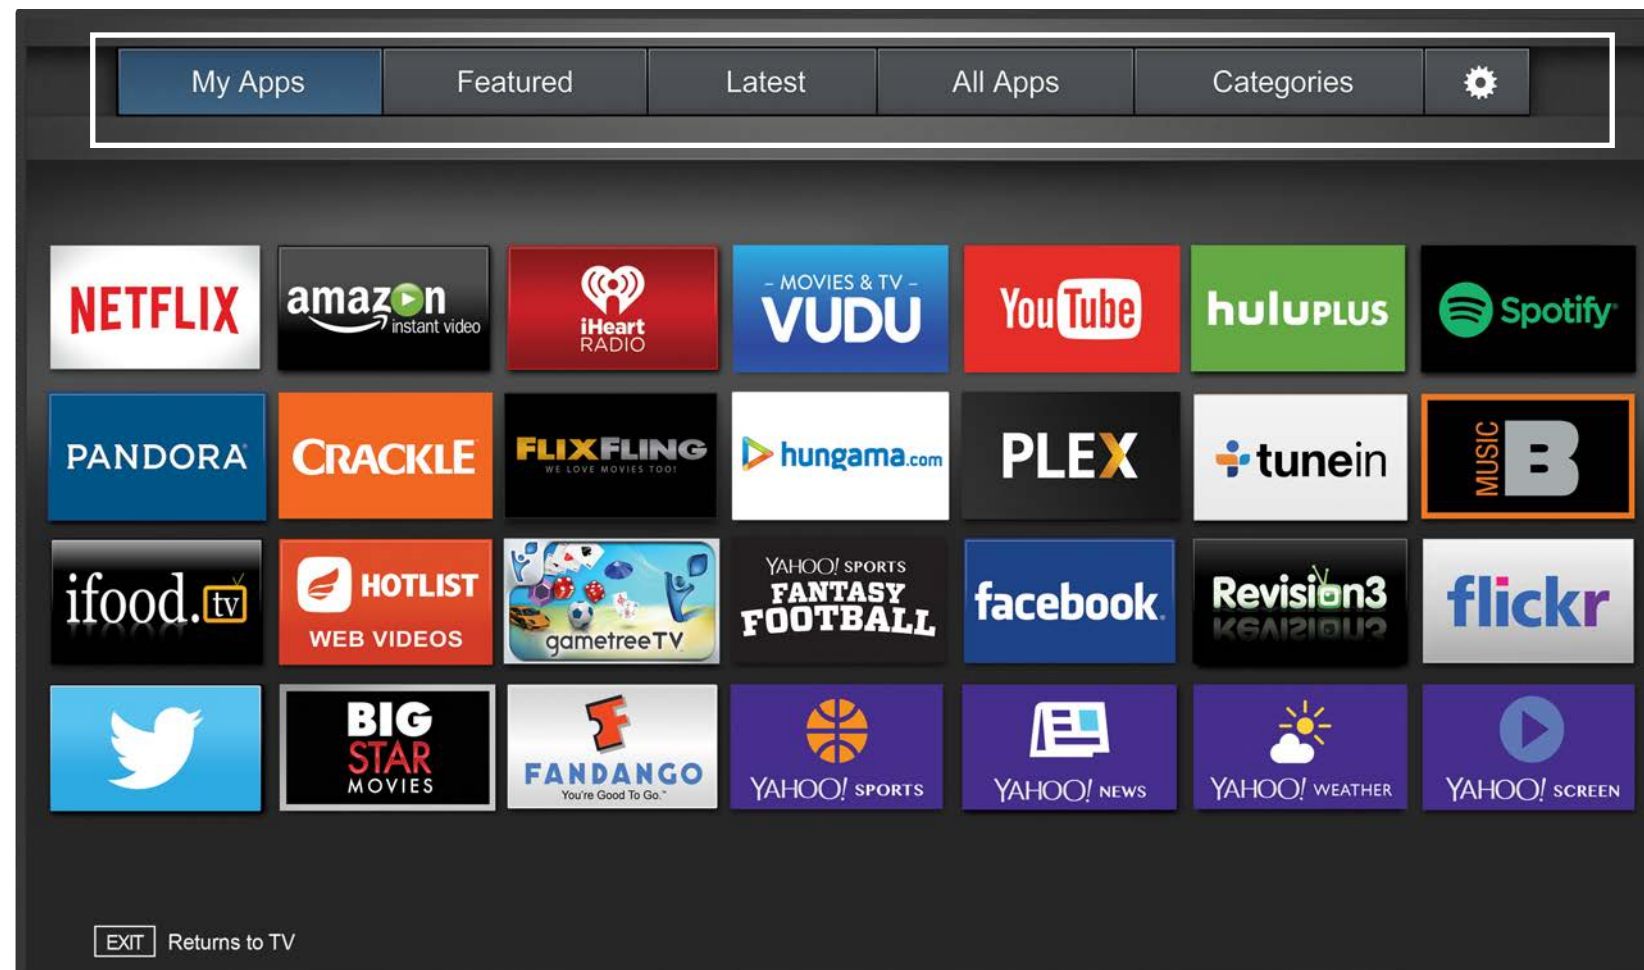 My Apps
Featured
Latest
All Apps
Categories
NETFLIX
amazon
instant video
iHeart
RADIO
– MOVIES & TV –
VUDU
YouTube
huluPLUS
Spotify
PANDORA
CRACKLE
FLIXFLING
WE LOVE MOVIES TOO!
hungama.com
PLEX
tunein
MUSIC
B
ifood.tv
HOTLIST
WEB VIDEOS
gametreeTV
YAHOO! SPORTS
FANTASY
FOOTBALL
facebook
Revision3
flickr
BIG
STAR
MOVIES
F
FANDANGO
You're Good To Go.™
YAHOO! SPORTS
YAHOO! NEWS
YAHOO! WEATHER
YAHOO! SCREEN
EXIT Returns to TV